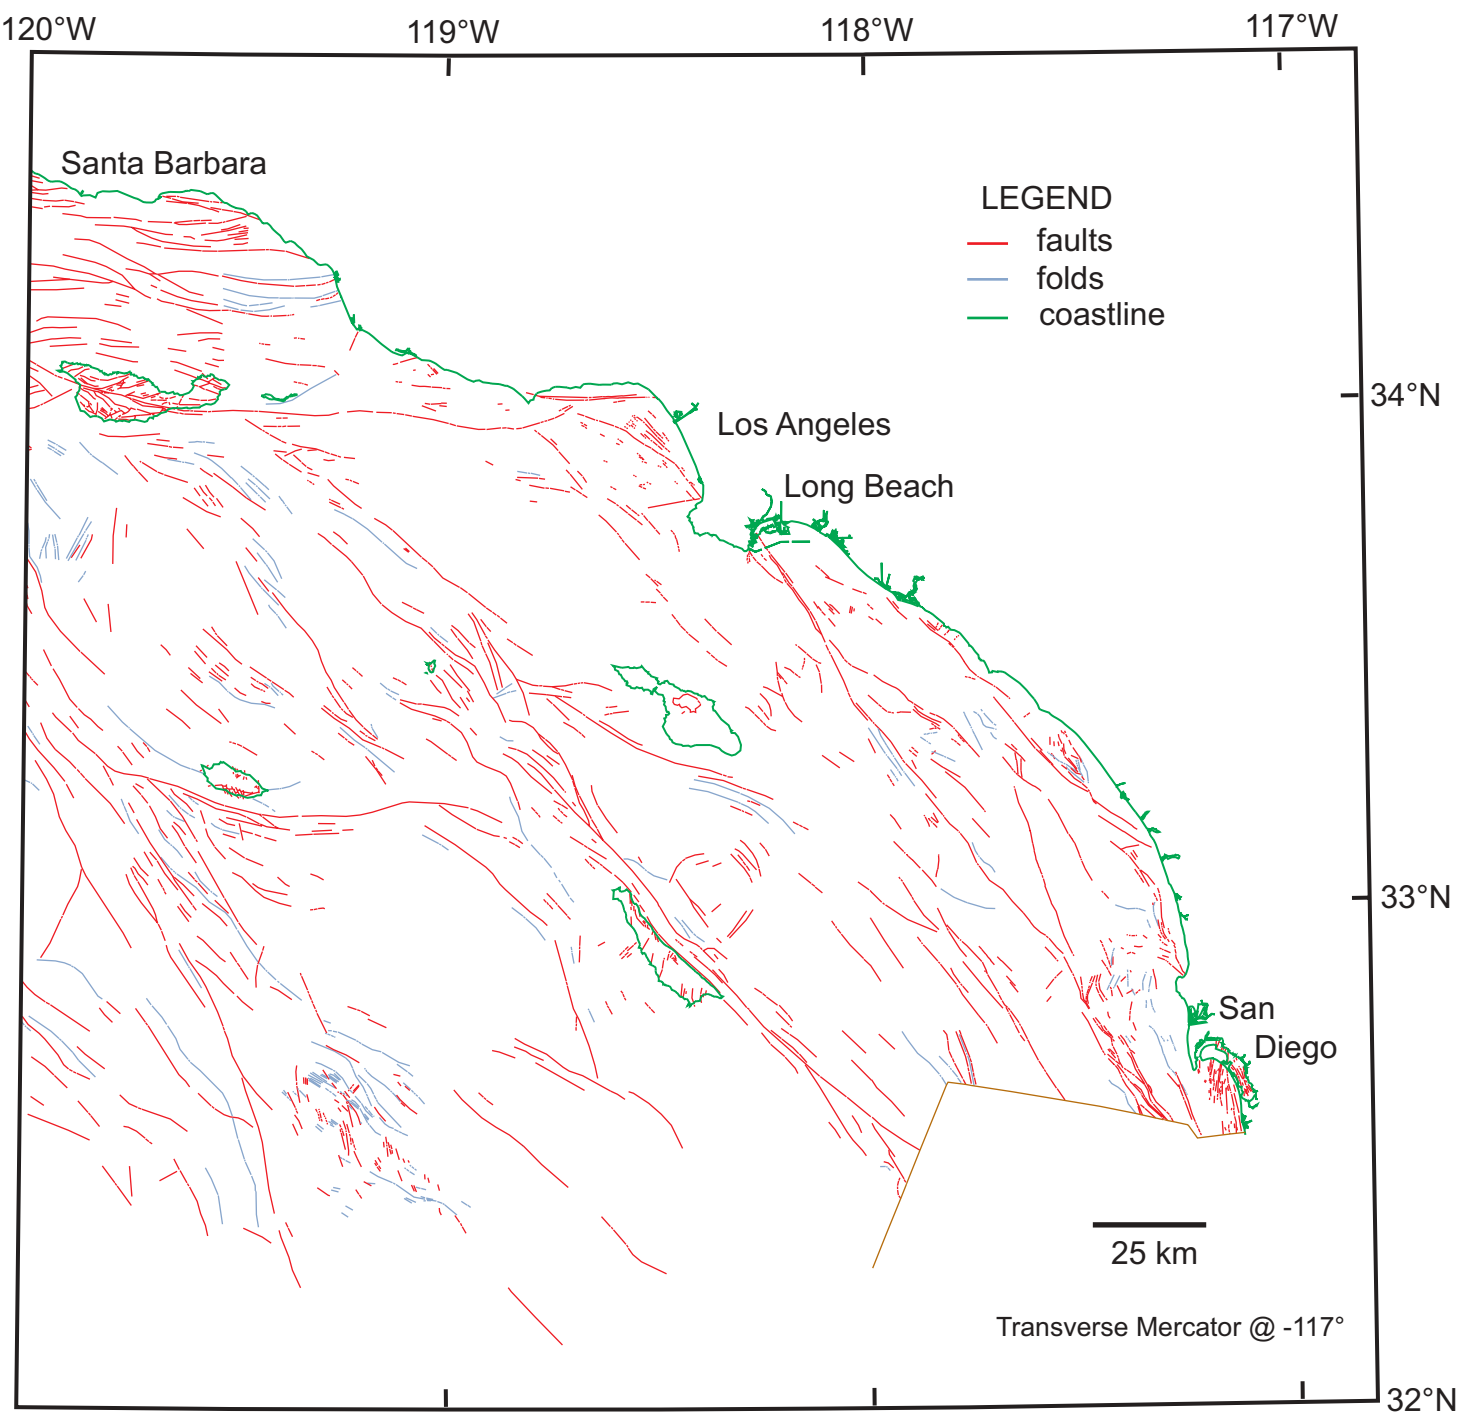 120°W
119°W
118°W
117°W
Santa Barbara
LEGEND
faults
folds
coastline
34°N
Los Angeles
Long Beach
33°N
San
Diego
25 km
Transverse Mercator @ -117°
32°N